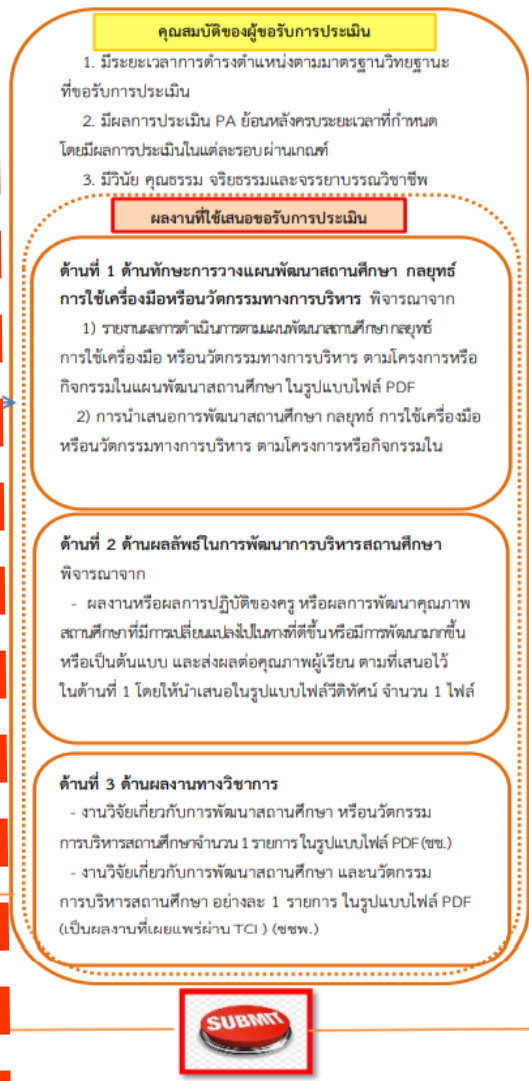 คุณสมบัติของผู้ขอรับการประเมิน
1. มีระยะเวลาการดำรงตำแหน่งตามมาตรฐานวิทยฐานะ
ที่ขอรับการประเมิน
2. มีผลการประเมิน PA ย้อนหลังครบระยะเวลาที่กำหนด
โดยมีผลการประเมินในแต่ละรอบผ่านเกณฑ์
3. มีวินัย คุณธรรม จริยธรรมและจรรยาบรรณวิชาชีพ
ผลงานที่ใช้เสนอขอรับการประเมิน
ด้านที่ 1 ด้านทักษะการวางแผนพัฒนาสถานศึกษา กลยุทธ์
การใช้เครื่องมือหรือนวัตกรรมทางการบริหาร พิจารณาจาก
1) รายงานผลการดำเนินการตามแผนพัฒนาสถานศึกษา กลยุทธ์
การใช้เครื่องมือ หรือนวัตกรรมทางการบริหาร ตามโครงการหรือ
กิจกรรมในแผนพัฒนาสถานศึกษา ในรูปแบบไฟล์ PDF
2) การนำเสนอการพัฒนาสถานศึกษา กลยุทธ์ การใช้เครื่องมือ
หรือนวัตกรรมทางการบริหาร ตามโครงการหรือกิจกรรมใน
ด้านที่ 2 ด้านผลลัพธ์ในการพัฒนาการบริหารสถานศึกษา
พิจารณาจาก
- ผลงานหรือผลการปฏิบัติของครู หรือผลการพัฒนาคุณภาพ
สถานศึกษาที่มีการเปลี่ยนแปลงไปในทางที่ดีขึ้นหรือมีการพัฒนามากขึ้น
หรือเป็นต้นแบบ และส่งผลต่อคุณภาพผู้เรียน ตามที่เสนอไว้
ในด้านที่ 1 โดยให้นำเสนอในรูปแบบไฟล์วีดิทัศน์ จำนวน 1 ไฟล์
ด้านที่ 3 ด้านผลงานทางวิชาการ
- งานวิจัยเกี่ยวกับการพัฒนาสถานศึกษา หรือนวัตกรรม
การบริหารสถานศึกษาจำนวน 1 รายการ ในรูปแบบไฟล์ PDF (ชช.)
- งานวิจัยเกี่ยวกับการพัฒนาสถานศึกษา และนวัตกรรม
การบริหารสถานศึกษา อย่างละ 1 รายการ ในรูปแบบไฟล์ PDF
(เป็นผลงานที่เผยแพร่ผ่าน TCI ) (ชชพ.)
SUBMIT